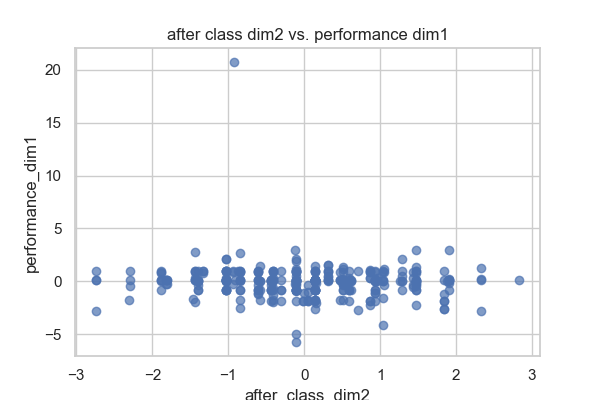 after class dim2 vs. performance dim1
20
15
10
5
0
−5
performance_dim1
−3 −2 −1 0 1 2 3
after_class_dim2